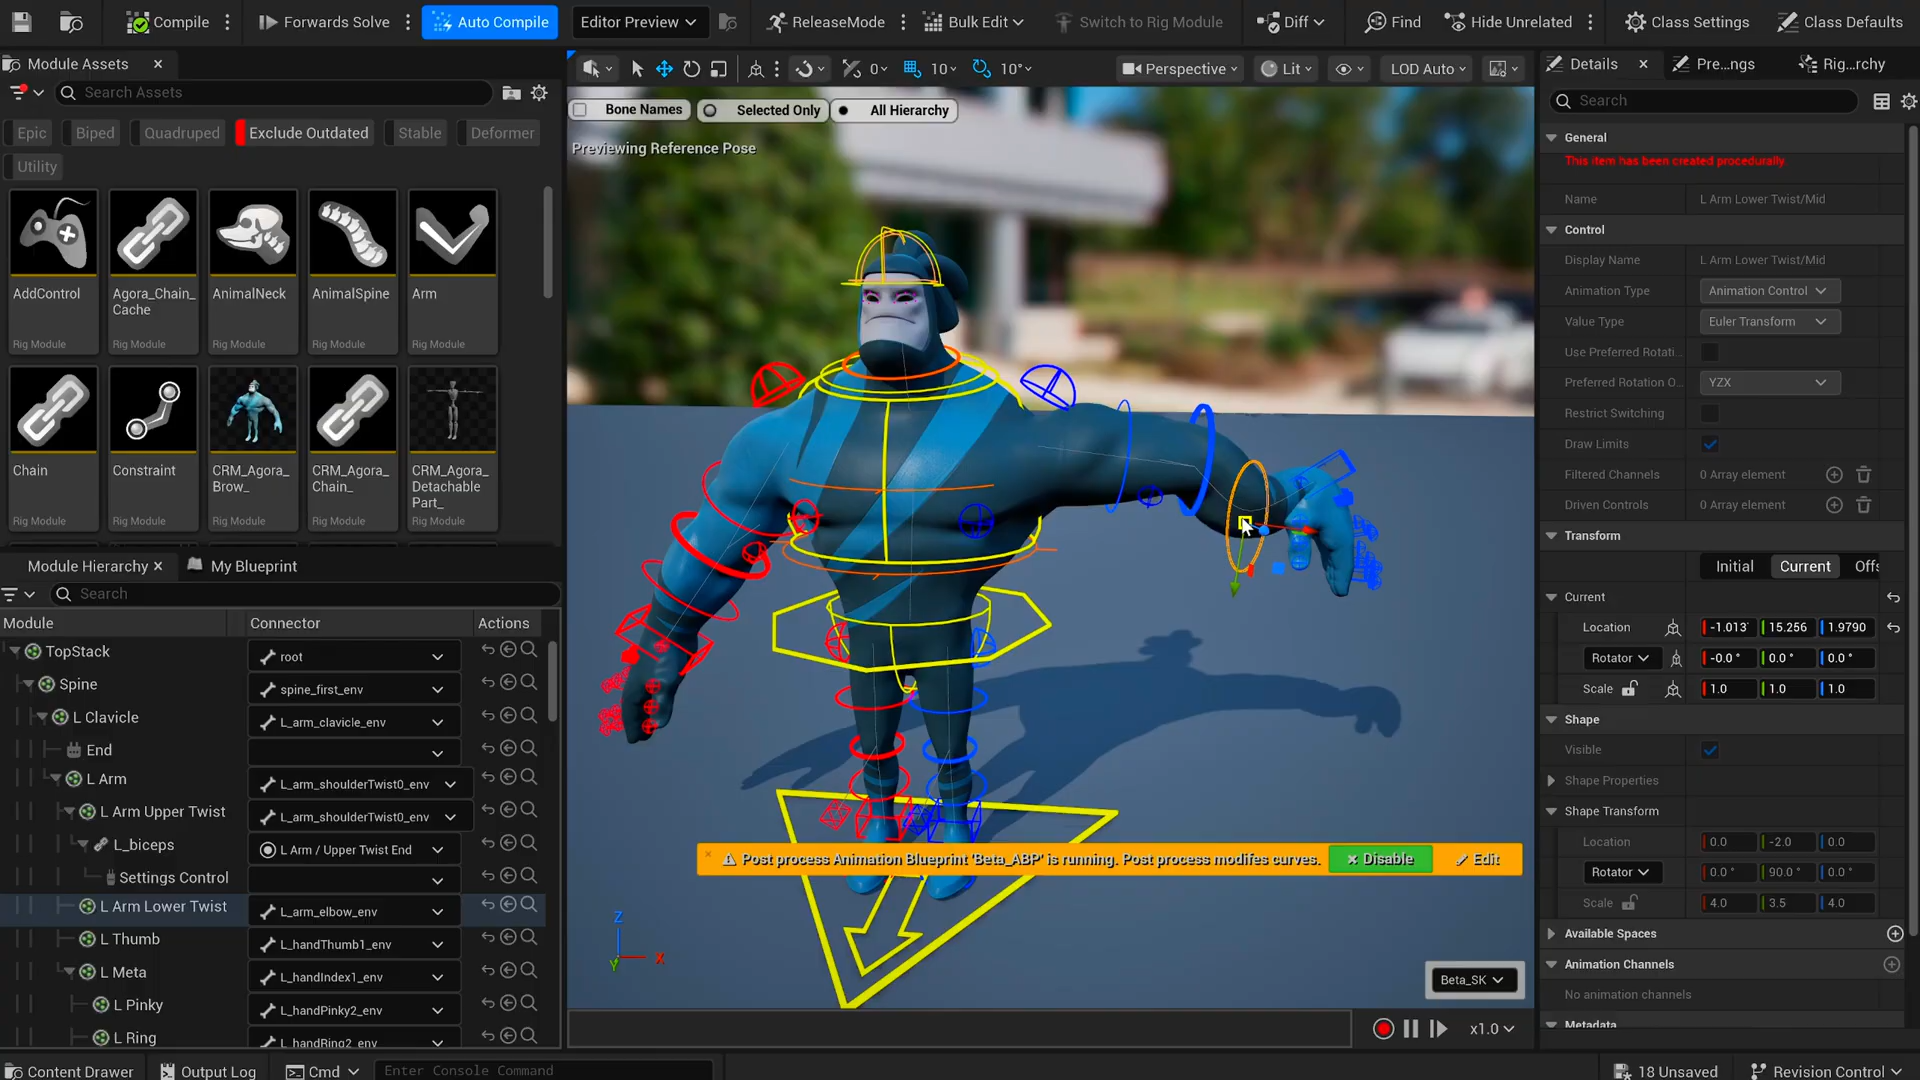 Compile
Forwards Solve
Auto Compile
Editor Preview
ReleaseMode
Bulk Edit
Switch to Rig Module
Diff
Find
Hide Unrelated
Class Settings
Class Defaults
Module Assets
Search Assets
Epic
Biped
Quadruped
Exclude Outdated
Stable
Deformer
Utility
AddControl
Rig Module
Agora_Chain_
Cache
Rig Module
AnimalNeck
Rig Module
AnimalSpine
Rig Module
Arm
Rig Module
Chain
Rig Module
Constraint
Rig Module
CRM_Agora_
Brow_
Rig Module
CRM_Agora_
Chain_
Rig Module
CRM_Agora_
Detachable
Part_
Rig Module
Module Hierarchy
My Blueprint
Search
Module
Connector
Actions
TopStack
root
Spine
spine_first_env
L Clavicle
L_arm_clavicle_env
End
L Arm
L_arm_shoulderTwist0_env
L Arm Upper Twist
L_arm_shoulderTwist0_env
L_biceps
L Arm / Upper Twist End
Settings Control
L Arm Lower Twist
L_arm_elbow_env
L Thumb
L_handThumb1_env
L Meta
L_handIndex1_env
L Pinky
L_handPinky2_env
L Ring
L_handRing2_env
0
10
10°
Perspective
Lit
LOD Auto
Bone Names
Selected Only
All Hierarchy
Previewing Reference Pose
Post process Animation Blueprint 'Beta_ABP' is running. Post process modifes curves.
Disable
Edit
Z
X
Y
Beta_SK
x1.0
Details
Pre...ngs
Rig...rchy
Search
General
This item has been created procedurally.
Name
L Arm Lower Twist/Mid
Control
Display Name
L Arm Lower Twist/Mid
Animation Type
Animation Control
Value Type
Euler Transform
Use Preferred Rotati...
Preferred Rotation O...
YZX
Restrict Switching
Draw Limits
Filtered Channels
0 Array element
Driven Controls
0 Array element
Transform
Initial
Current
Offs
Current
Location
-1.013
15.256
1.9790
Rotator
-0.0 °
0.0 °
0.0 °
Scale
1.0
1.0
1.0
Shape
Visible
Shape Properties
Shape Transform
Location
0.0
-2.0
0.0
Rotator
0.0 °
90.0 °
0.0 °
Scale
4.0
3.5
4.0
Available Spaces
Animation Channels
No animation channels
Metadata
Content Drawer
Output Log
Cmd
Enter Console Command
18 Unsaved
Revision Control